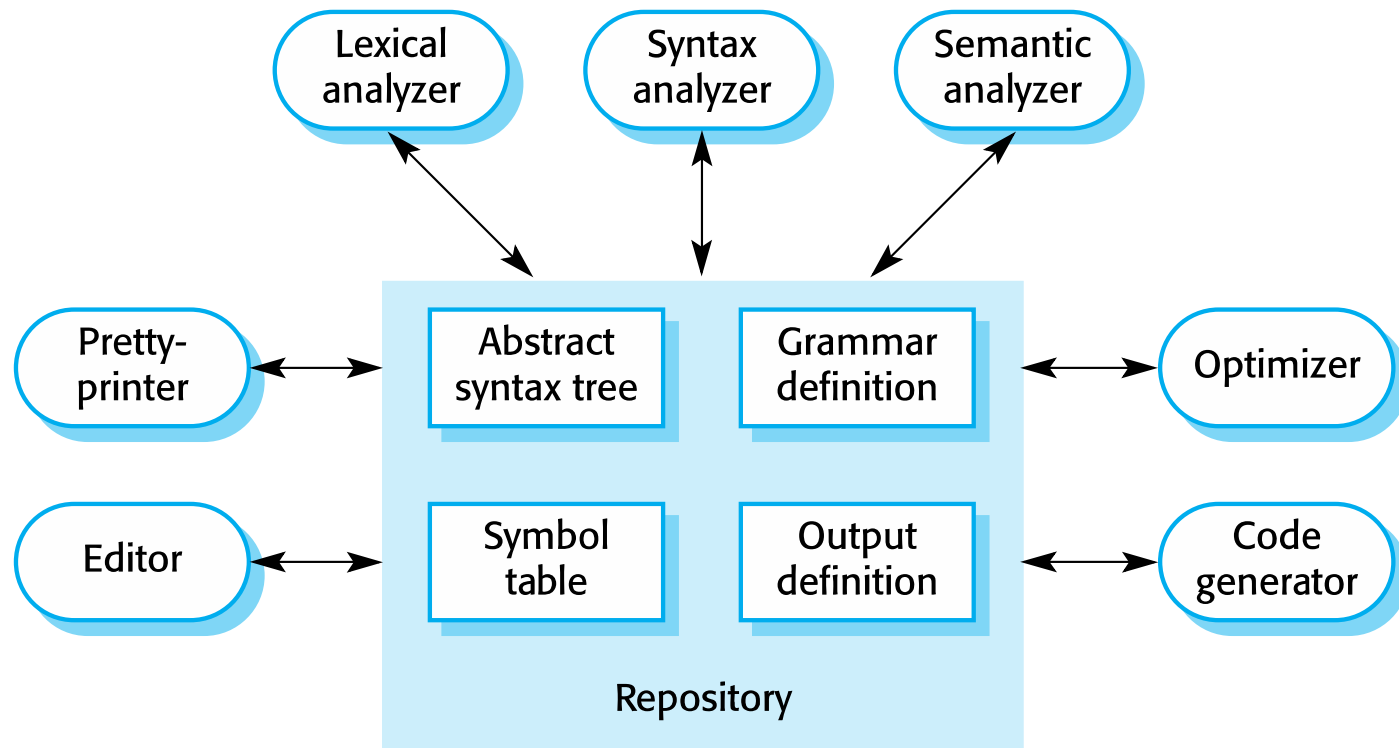 Lexical
analyzer
Syntax
analyzer
Semantic
analyzer
Pretty-
printer
Abstract
syntax tree
Grammar
definition
Optimizer
Editor
Symbol
table
Output
definition
Code
generator
Repository